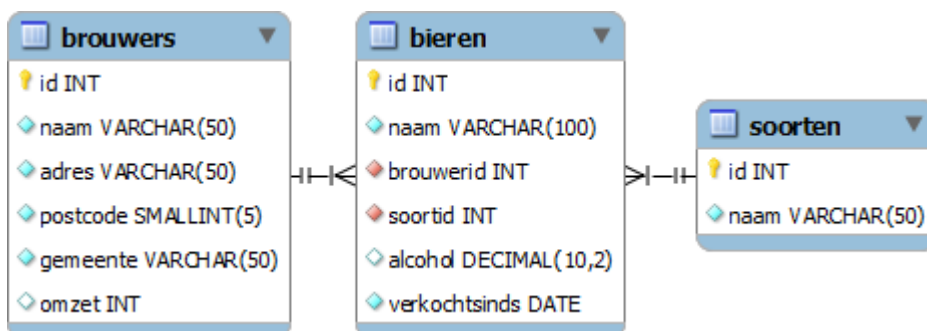 brouwers
id INT
naam VARCHAR(50)
adres VARCHAR(50)
postcode SMALLINT(5)
gemeente VARCHAR(50)
omzet INT
bieren
id INT
naam VARCHAR(100)
brouwerid INT
soortid INT
alcohol DECIMAL(10,2)
verkochtsinds DATE
soorten
id INT
naam VARCHAR(50)